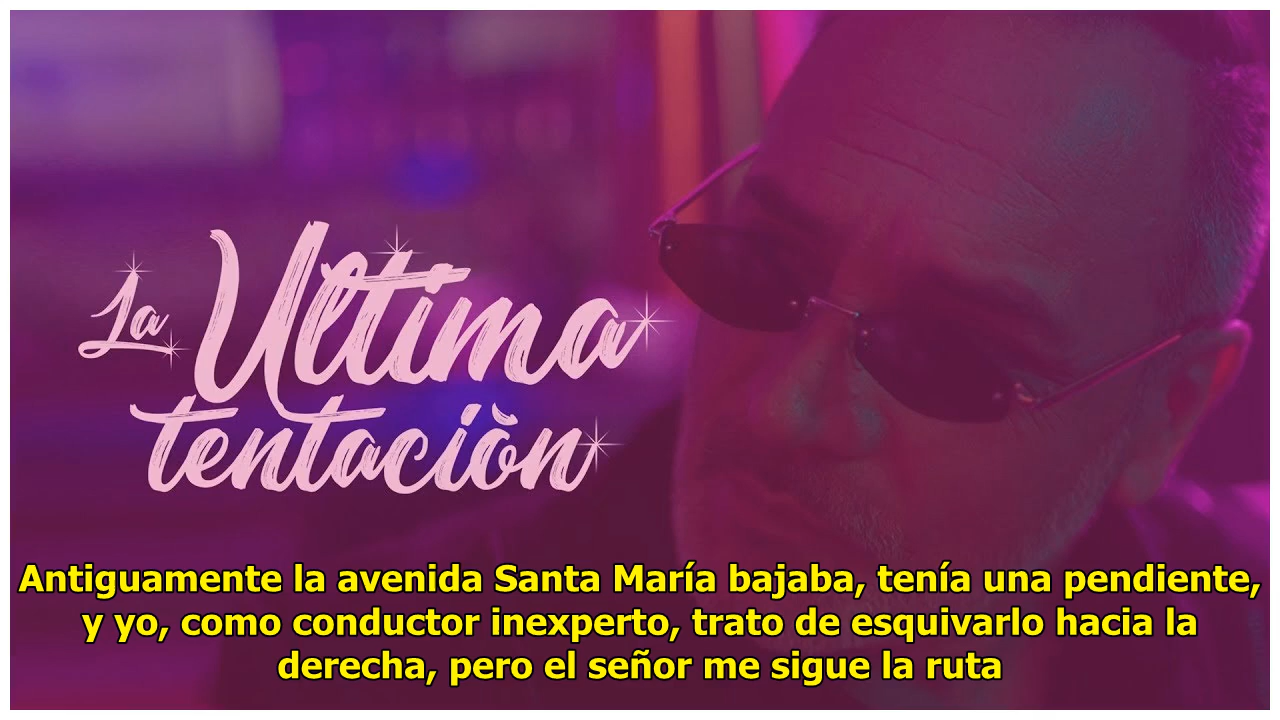 La Ultima
tentaciŏn
Antiguamente la avenida Santa María bajaba, tenía una pendiente,
y yo, como conductor inexperto, trato de esquivarlo hacia la
derecha, pero el señor me sigue la ruta